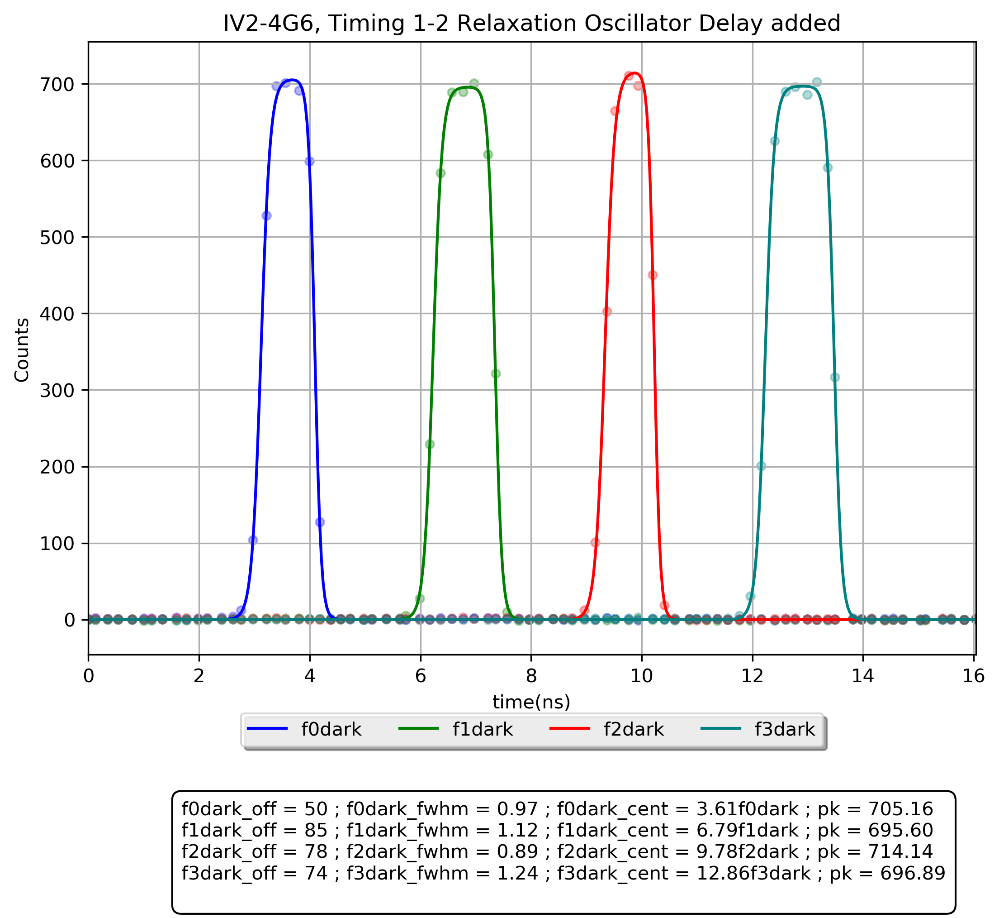 IV2-4G6, Timing 1-2 Relaxation Oscillator Delay added
700
600
500
400
300
200
100
0
Counts
0 2 4 6 8 10 12 14 16
time(ns)
f0dark f1dark f2dark f3dark
f0dark_off = 50 ; f0dark_fwhm = 0.97 ; f0dark_cent = 3.61f0dark ; pk = 705.16
f1dark_off = 85 ; f1dark_fwhm = 1.12 ; f1dark_cent = 6.79f1dark ; pk = 695.60
f2dark_off = 78 ; f2dark_fwhm = 0.89 ; f2dark_cent = 9.78f2dark ; pk = 714.14
f3dark_off = 74 ; f3dark_fwhm = 1.24 ; f3dark_cent = 12.86f3dark ; pk = 696.89